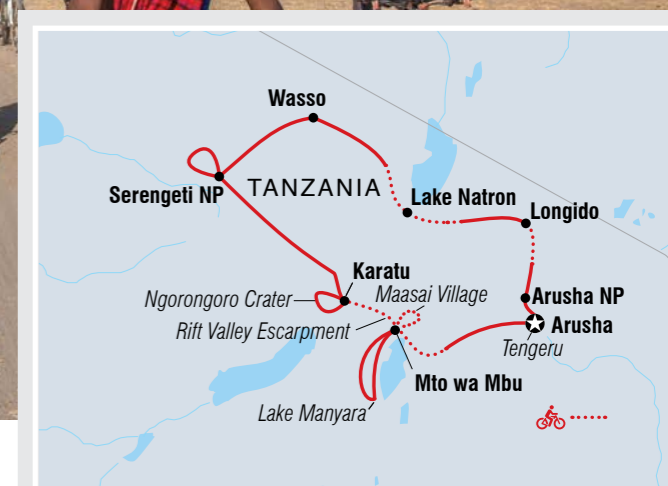 Wasso
Serengeti NP
TANZANIA
Lake Natron
Longido
Karatu
Ngorongoro Crater
Maasai Village
Arusha NP
Rift Valley Escarpment
Arusha
Tengeru
Mto wa Mbu
Lake Manyara